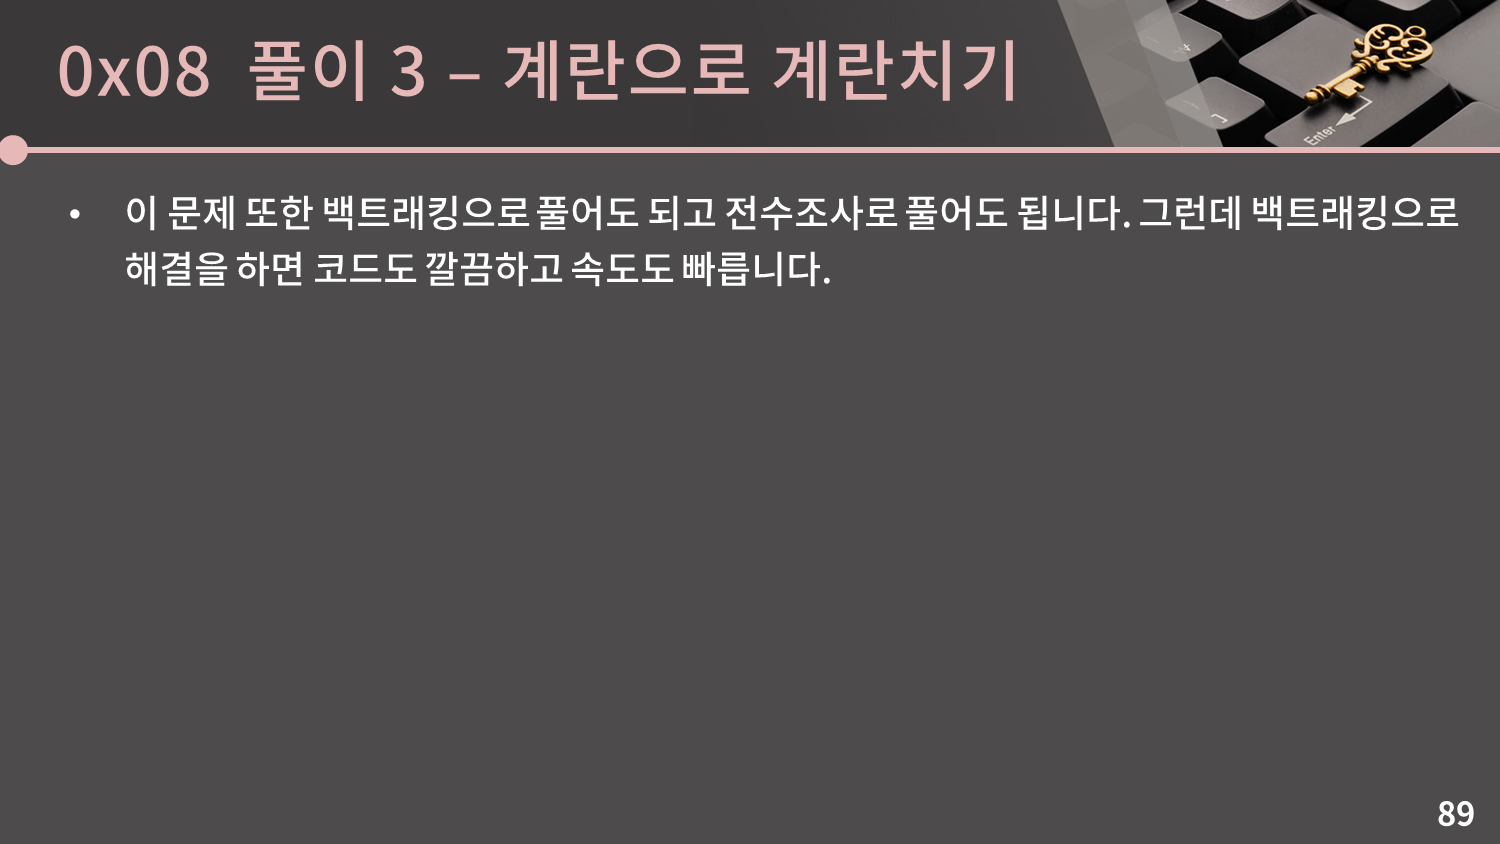 0x08 풀이 3 – 계란으로 계란치기
Enter
• 이 문제 또한 백트래킹으로 풀어도 되고 전수조사로 풀어도 됩니다. 그런데 백트래킹으로
해결을 하면 코드도 깔끔하고 속도도 빠릅니다.
89